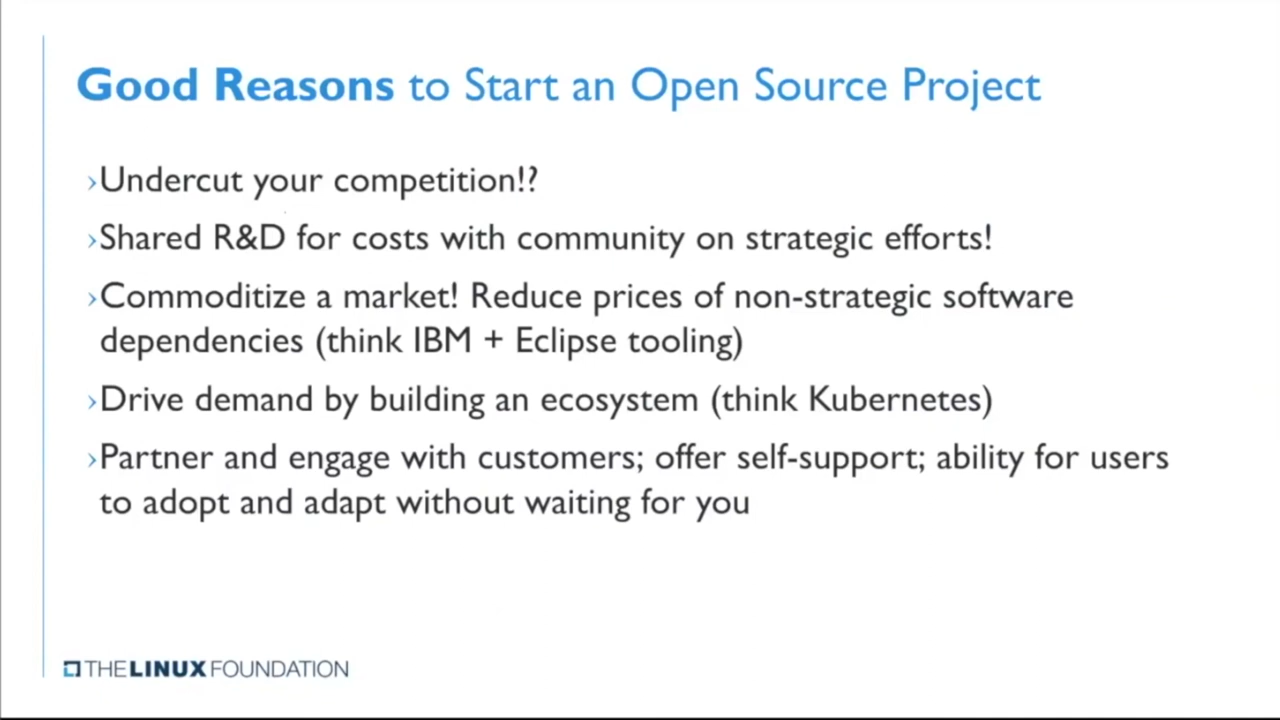 Good Reasons to Start an Open Source Project
›Undercut your competition!?
›Shared R&D for costs with community on strategic efforts!
›Commoditize a market! Reduce prices of non-strategic software
dependencies (think IBM + Eclipse tooling)
›Drive demand by building an ecosystem (think Kubernetes)
›Partner and engage with customers; offer self-support; ability for users
to adopt and adapt without waiting for you
THE LINUX FOUNDATION